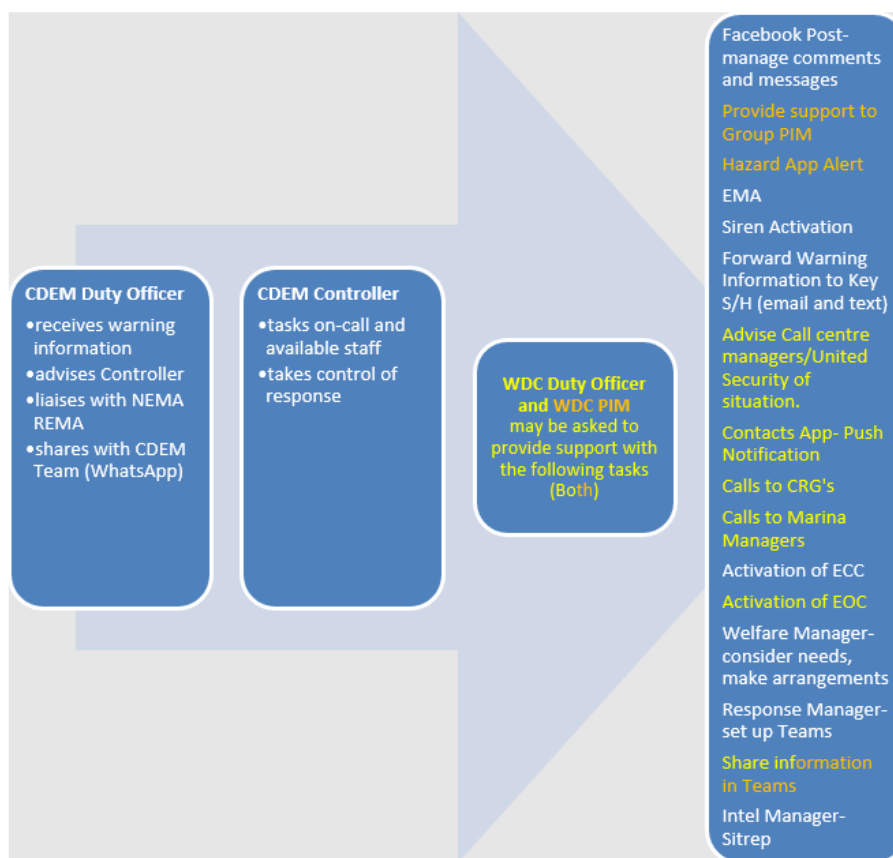 CDEM Duty Officer
•receives warning
information
•advises Controller
•liaises with NEMA
REMA
•shares with CDEM
Team (WhatsApp)
CDEM Controller
•tasks on-call and
available staff
•takes control of
response
WDC Duty Officer
and WDC PIM
may be asked to
provide support with
the following tasks
(Both)
Facebook Post-
manage comments
and messages
Provide support to
Group PIM
Hazard App Alert
EMA
Siren Activation
Forward Warning
Information to Key
S/H (email and text)
Advise Call centre
managers/United
Security of
situation.
Contacts App- Push
Notification
Calls to CRG's
Calls to Marina
Managers
Activation of ECC
Activation of EOC
Welfare Manager-
consider needs,
make arrangements
Response Manager-
set up Teams
Share information
in Teams
Intel Manager-
Sitrep